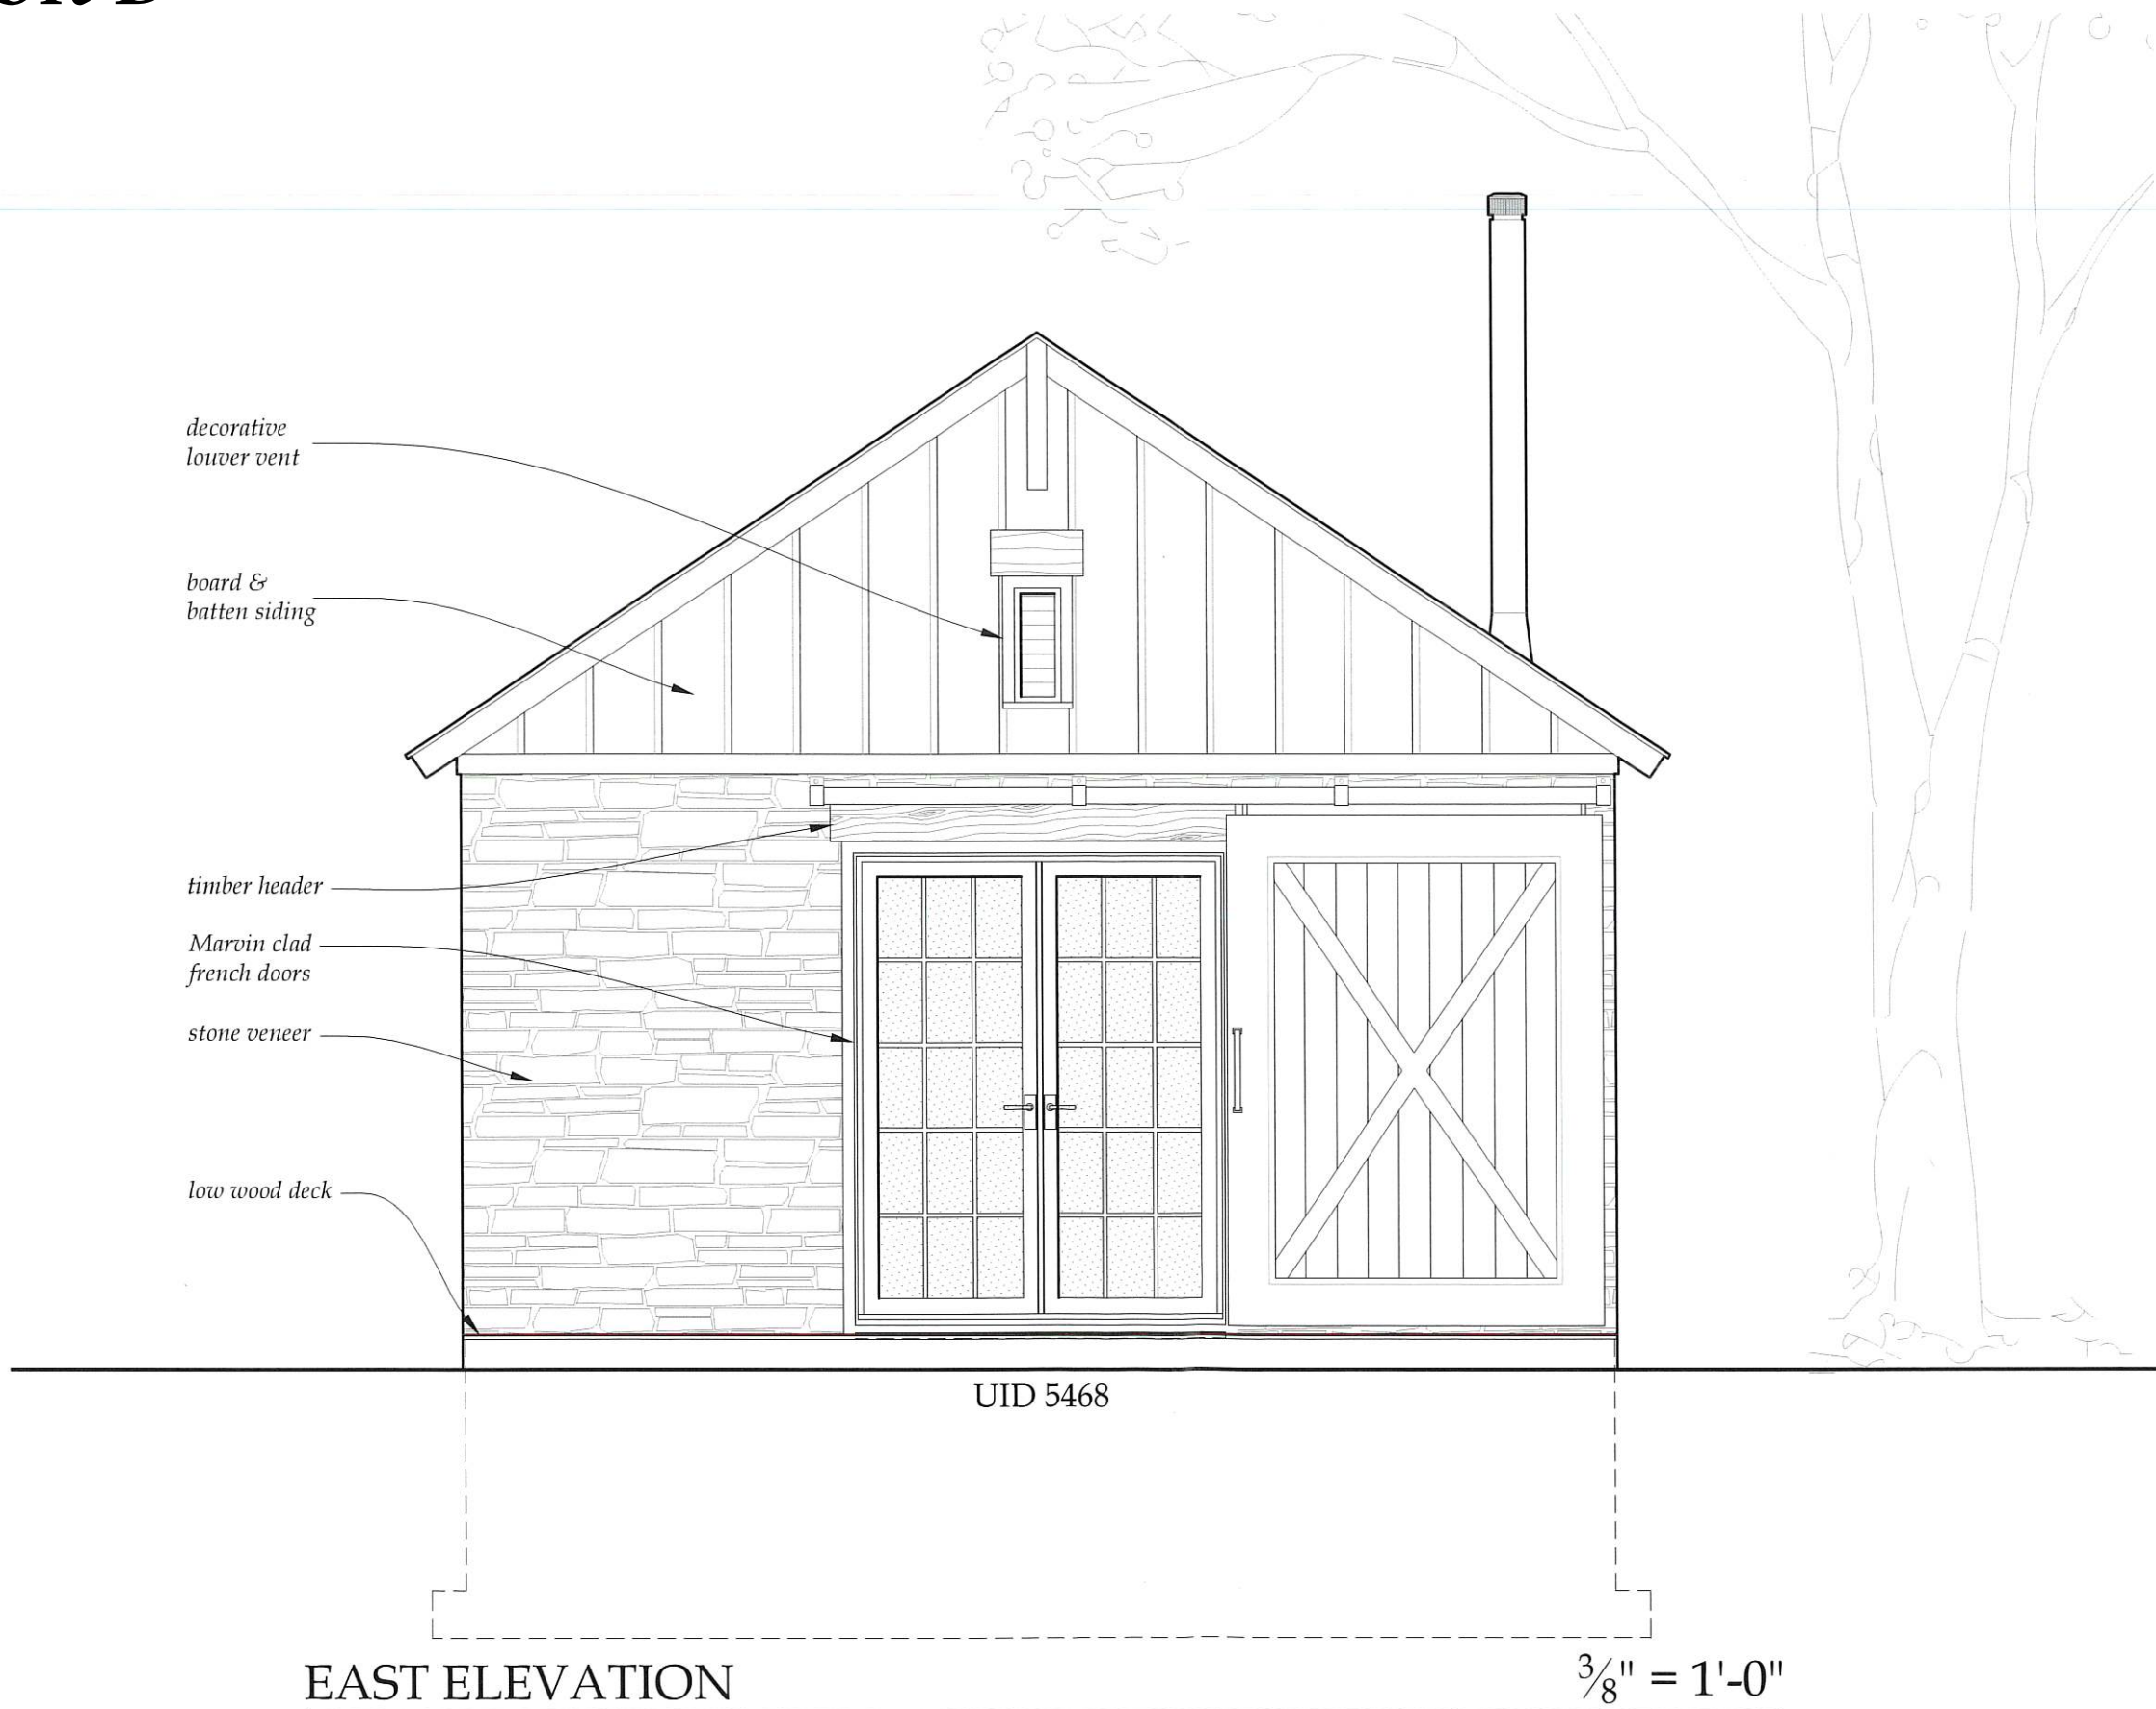 decorative
louver vent
board &
batten siding
timber header
Marvin clad
french doors
stone veneer
low wood deck
UID 5468
EAST ELEVATION
3/8" = 1'-0"